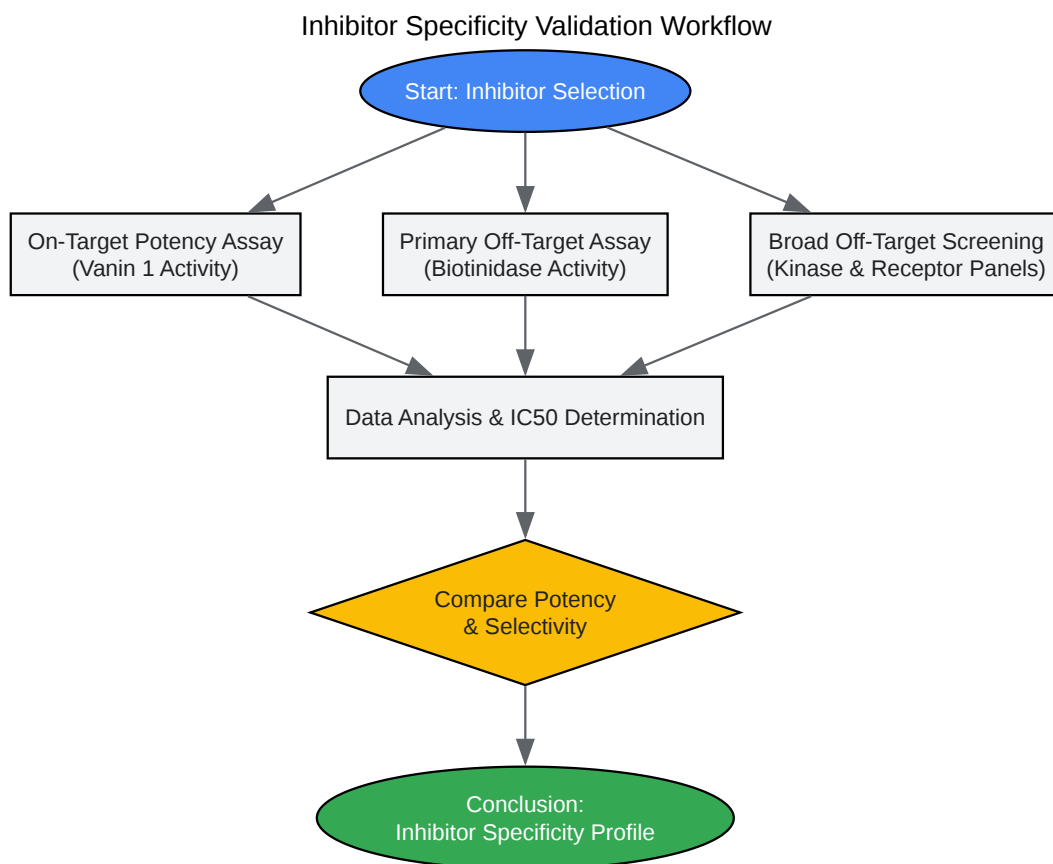 Inhibitor Specificity Validation Workflow
Start: Inhibitor Selection
On-Target Potency Assay
(Vanin 1 Activity)
Primary Off-Target Assay
(Biotinidase Activity)
Broad Off-Target Screening
(Kinase & Receptor Panels)
Data Analysis & IC50 Determination
Compare Potency
& Selectivity
Conclusion:
Inhibitor Specificity Profile